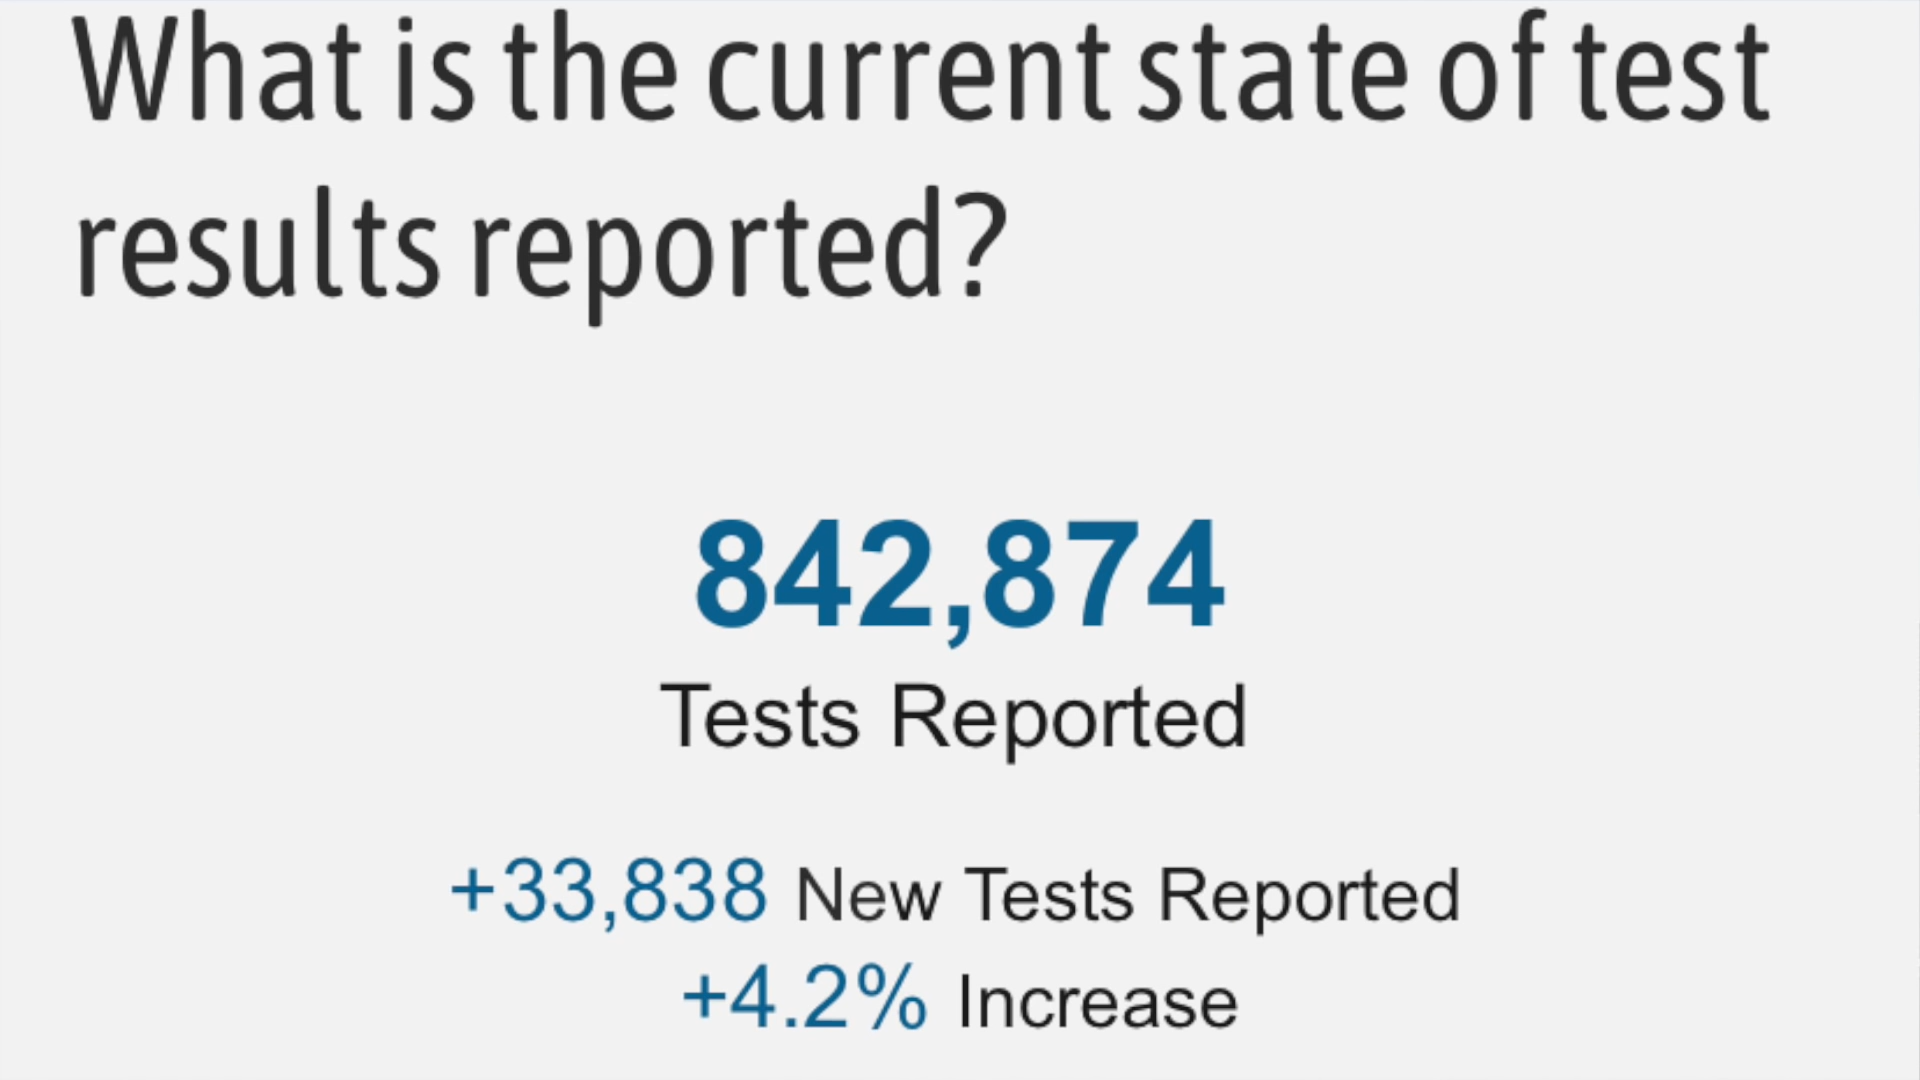 What is the current state of test
results reported?
842,874
Tests Reported
+33,838 New Tests Reported
+4.2% Increase